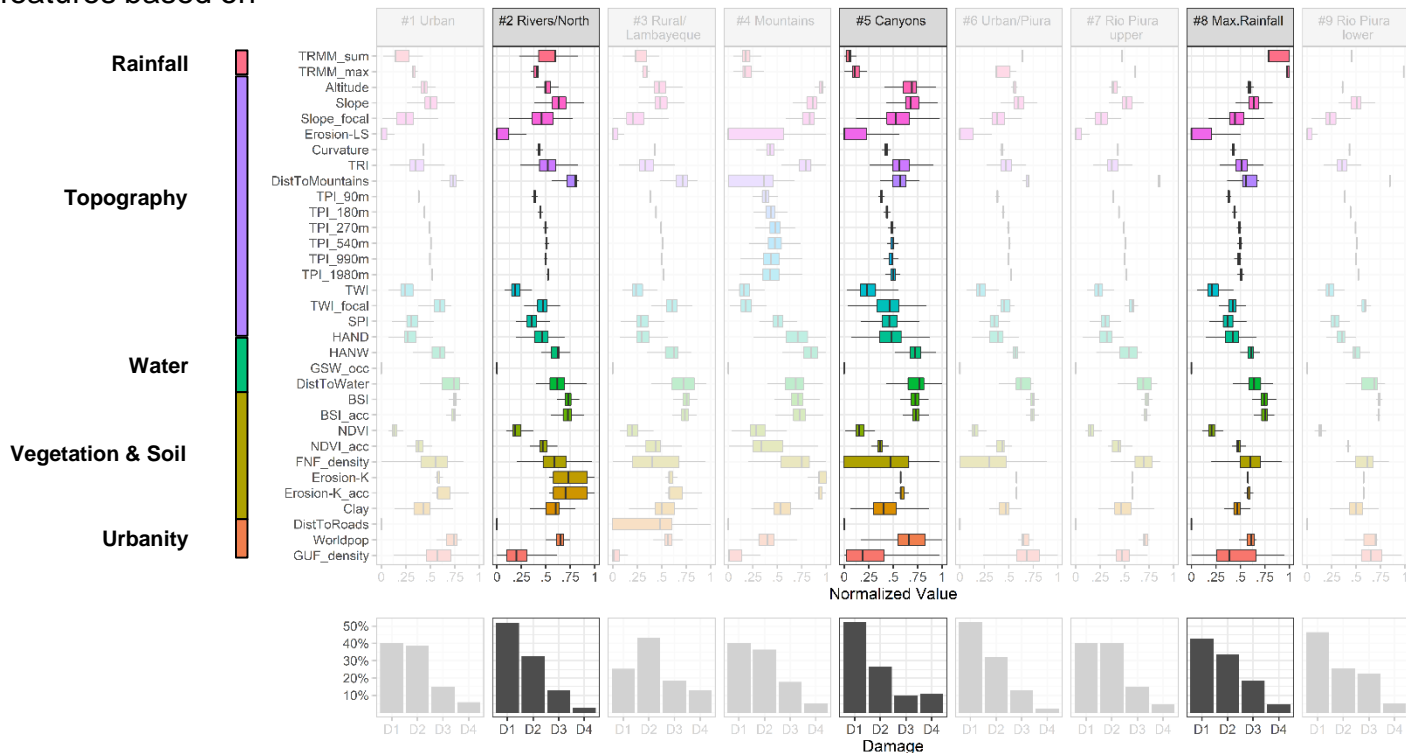 features based on
#1 Urban
#2 Rivers/North
#3 Rural/
Lambayeque
#4 Mountains
#5 Canyons
#6 Urban/Piura
#7 Rio Piura
upper
#8 Max.Rainfall
#9 Rio Piura
lower
Rainfall
Topography
Water
Vegetation & Soil
Urbanity
TRMM_sum
TRMM_max
Altitude
Slope
Slope_focal
Erosion-LS
Curvature
TRI
DistToMountains
TPI_90m
TPI_180m
TPI_270m
TPI_540m
TPI_990m
TPI_1980m
TWI
TWI_focal
SPI
HAND
HANW
GSW_occ
DistToWater
BSI
BSI_acc
NDVI
NDVI_acc
FNF_density
Erosion-K
Erosion-K_acc
Clay
DistToRoads
Worldpop
GUF_density
0 .25 .5 .75 1 0 .25 .5 .75 1 0 .25 .5 .75 1 0 .25 .5 .75 1 0 .25 .5 .75 1 0 .25 .5 .75 1 0 .25 .5 .75 1 0 .25 .5 .75 1 0 .25 .5 .75 1
Normalized Value
50%
40%
30%
20%
10%
D1 D2 D3 D4 D1 D2 D3 D4 D1 D2 D3 D4 D1 D2 D3 D4 D1 D2 D3 D4 D1 D2 D3 D4 D1 D2 D3 D4 D1 D2 D3 D4 D1 D2 D3 D4
Damage